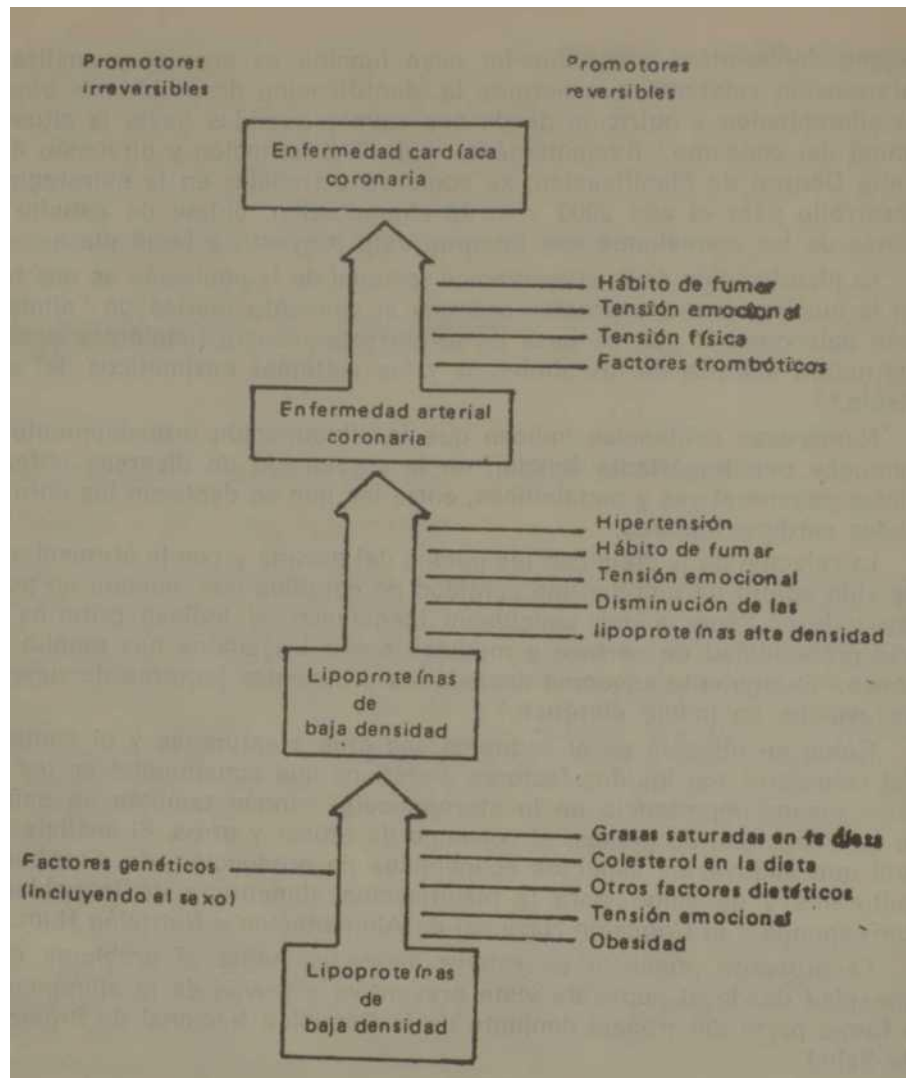 Promotores
irreversibles
Promotores
reversibles
Enfermedad cardíaca
coronaria
Hábito de fumar
Tensión emocional
Tensión física
Factores trombóticos
Enfermedad arterial
coronaria
Hipertensión
Hábito de fumar
Tensión emocional
Disminución de las
lipoproteínas alta densidad
Lipoproteínas
de
baja densidad
Factores genéticos
(incluyendo el sexo)
Grasas saturadas en la dieta
Colesterol en la dieta
Otros factores dietéticos
Tensión emocional
Obesidad
Lipoproteínas
de
baja densidad